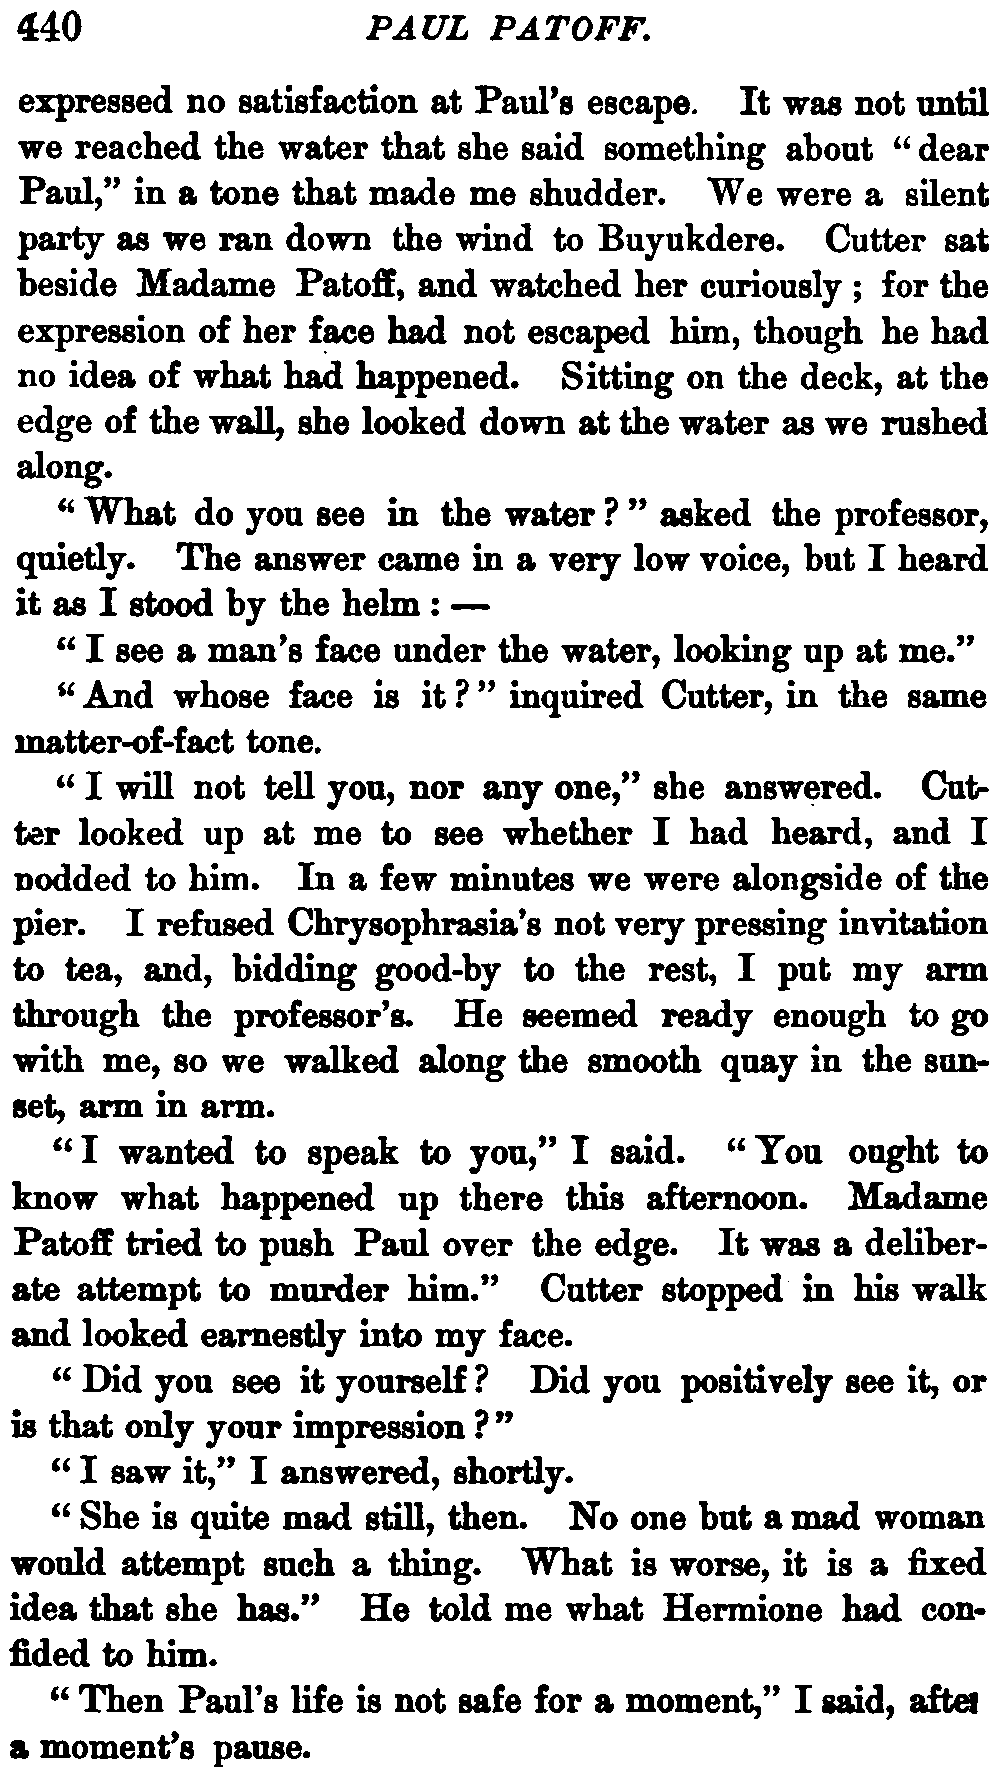 440 PAUL PATOFF.
expressed no satisfaction at Paul's escape. It was not until
we reached the water that she said something about "dear
Paul," in a tone that made me shudder. We were a silent
party as we ran down the wind to Buyukdere. Cutter sat
beside Madame Patoff, and watched her curiously; for the
expression of her face had not escaped him, though he had
no idea of what had happened. Sitting on the deck, at the
edge of the wall, she looked down at the water as we rushed
along.
"What do you see in the water?" asked the professor,
quietly. The answer came in a very low voice, but I heard
it as I stood by the helm: —
"I see a man's face under the water, looking up at me."
"And whose face is it?" inquired Cutter, in the same
matter-of-fact tone.
"I will not tell you, nor any one," she answered. Cut-
ter looked up at me to see whether I had heard, and I
nodded to him. In a few minutes we were alongside of the
pier. I refused Chrysophrasia's not very pressing invitation
to tea, and, bidding good-by to the rest, I put my arm
through the professor's. He seemed ready enough to go
with me, so we walked along the smooth quay in the sun-
set, arm in arm.
"I wanted to speak to you," I said. "You ought to
know what happened up there this afternoon. Madame
Patoff tried to push Paul over the edge. It was a deliber-
ate attempt to murder him." Cutter stopped in his walk
and looked earnestly into my face.
"Did you see it yourself? Did you positively see it, or
is that only your impression?"
"I saw it," I answered, shortly.
"She is quite mad still, then. No one but a mad woman
would attempt such a thing. What is worse, it is a fixed
idea that she has." He told me what Hermione had con-
fided to him.
"Then Paul's life is not safe for a moment," I said, after
a moment's pause.